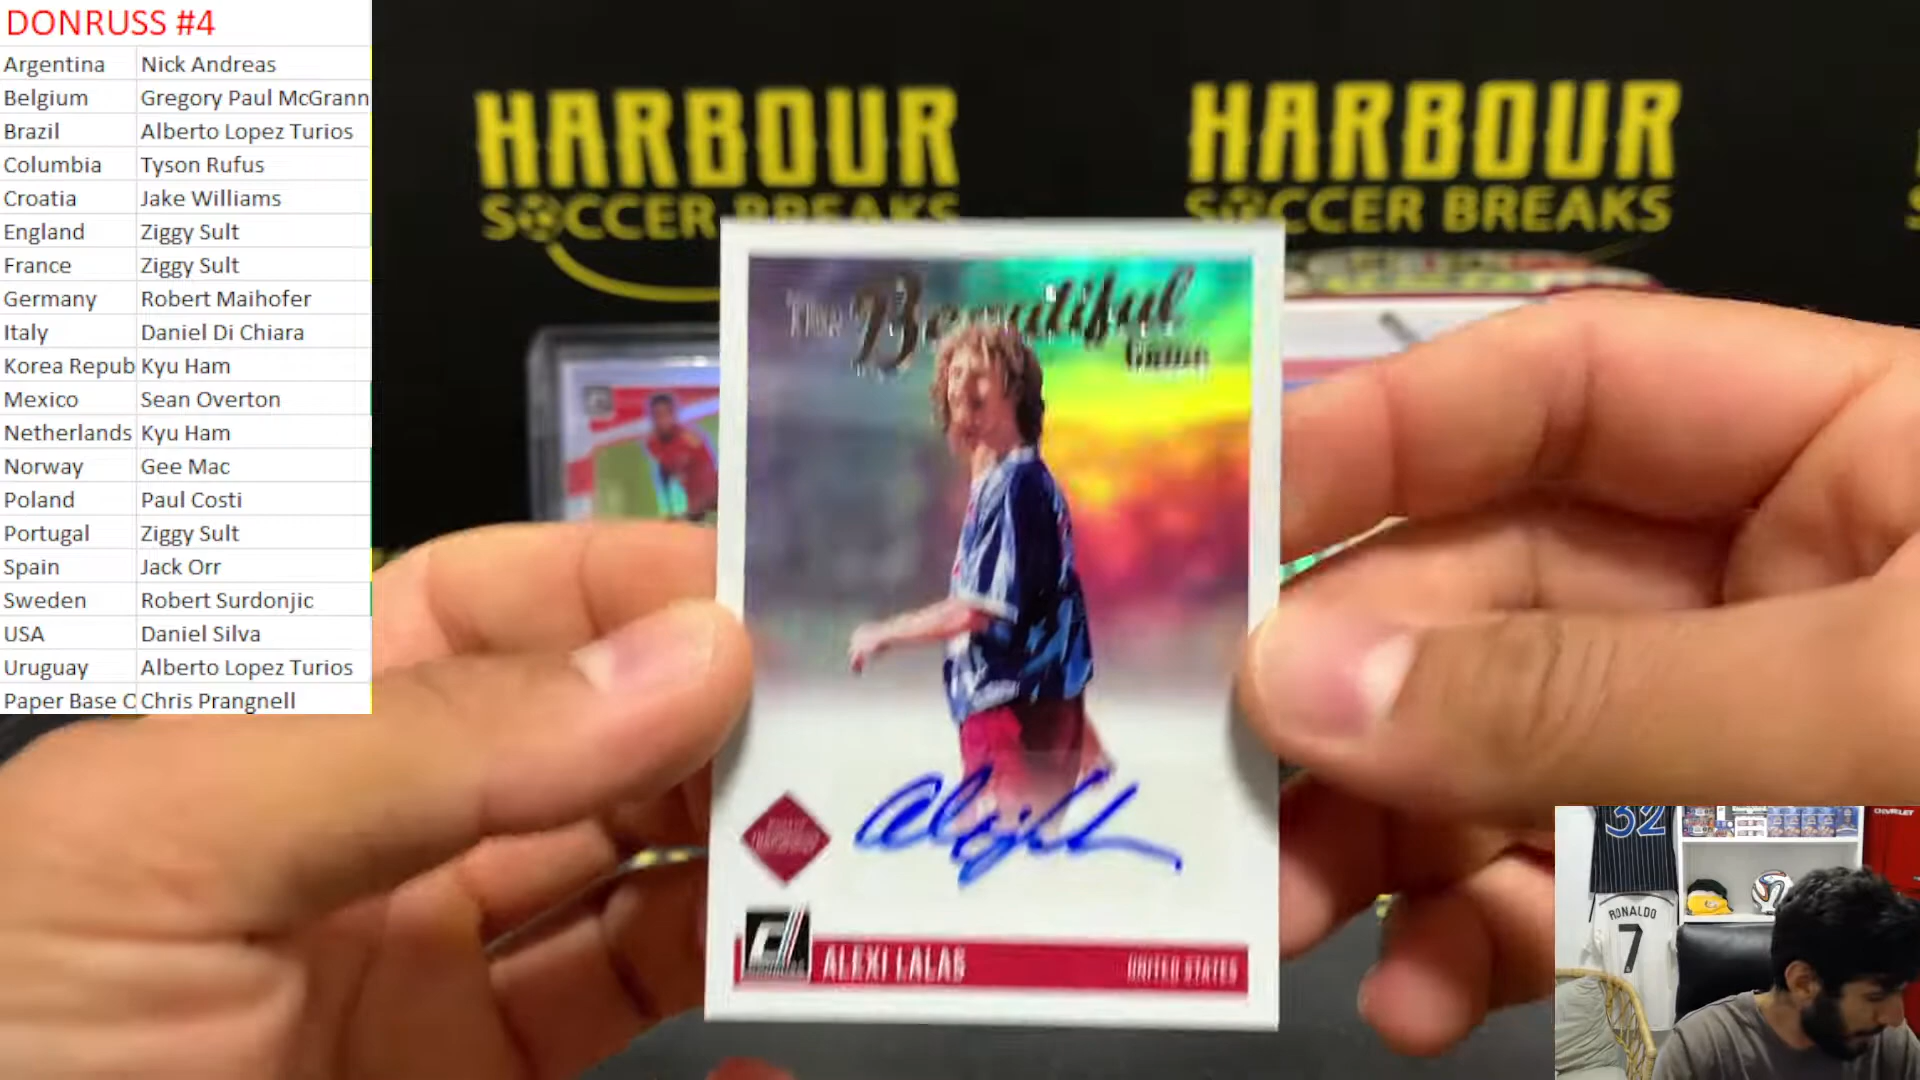 DONRUSS #4
Argentina Nick Andreas
Belgium Gregory Paul McGrann
Brazil Alberto Lopez Turios
Columbia Tyson Rufus
Croatia Jake Williams
England Ziggy Sult
France Ziggy Sult
Germany Robert Maihofer
Italy Daniel Di Chiara
Korea Repub Kyu Ham
Mexico Sean Overton
Netherlands Kyu Ham
Norway Gee Mac
Poland Paul Costi
Portugal Ziggy Sult
Spain Jack Orr
Sweden Robert Surdonjic
USA Daniel Silva
Uruguay Alberto Lopez Turios
Paper Base C Chris Prangnell
HARBOUR
SOCCER BREAKS
HARBOUR
SOCCER BREAKS
The Beautiful
Game
ALEXI LALAS UNITED STATES
32
RONALDO
7
CHEVROLET